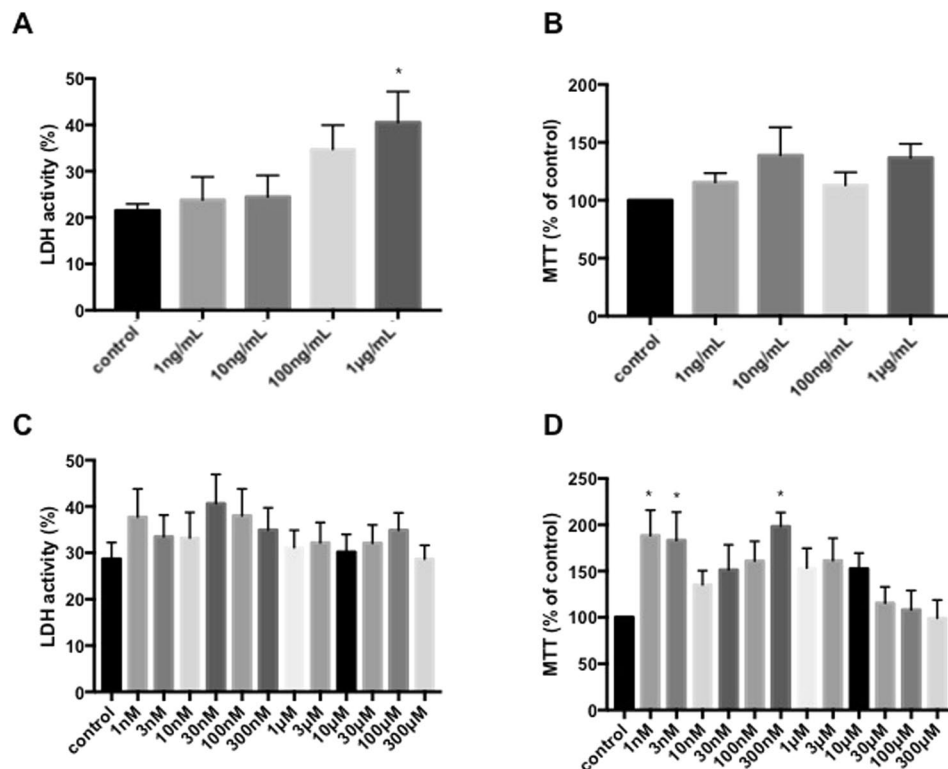 A
B
*
50
40
30
20
10
0
LDH activity (%)
control
1ng/mL
10ng/mL
100ng/mL
1µg/mL
200
150
100
50
0
MTT (% of control)
control
1ng/mL
10ng/mL
100ng/mL
1µg/mL
C
D
50
40
30
20
10
0
LDH activity (%)
control
1nM
3nM
10nM
30nM
100nM
300nM
1µM
3µM
10µM
30µM
100µM
300µM
* * *
250
200
150
100
50
0
MTT (% of control)
control
1nM
3nM
10nM
30nM
100nM
300nM
1µM
3µM
10µM
30µM
100µM
300µM